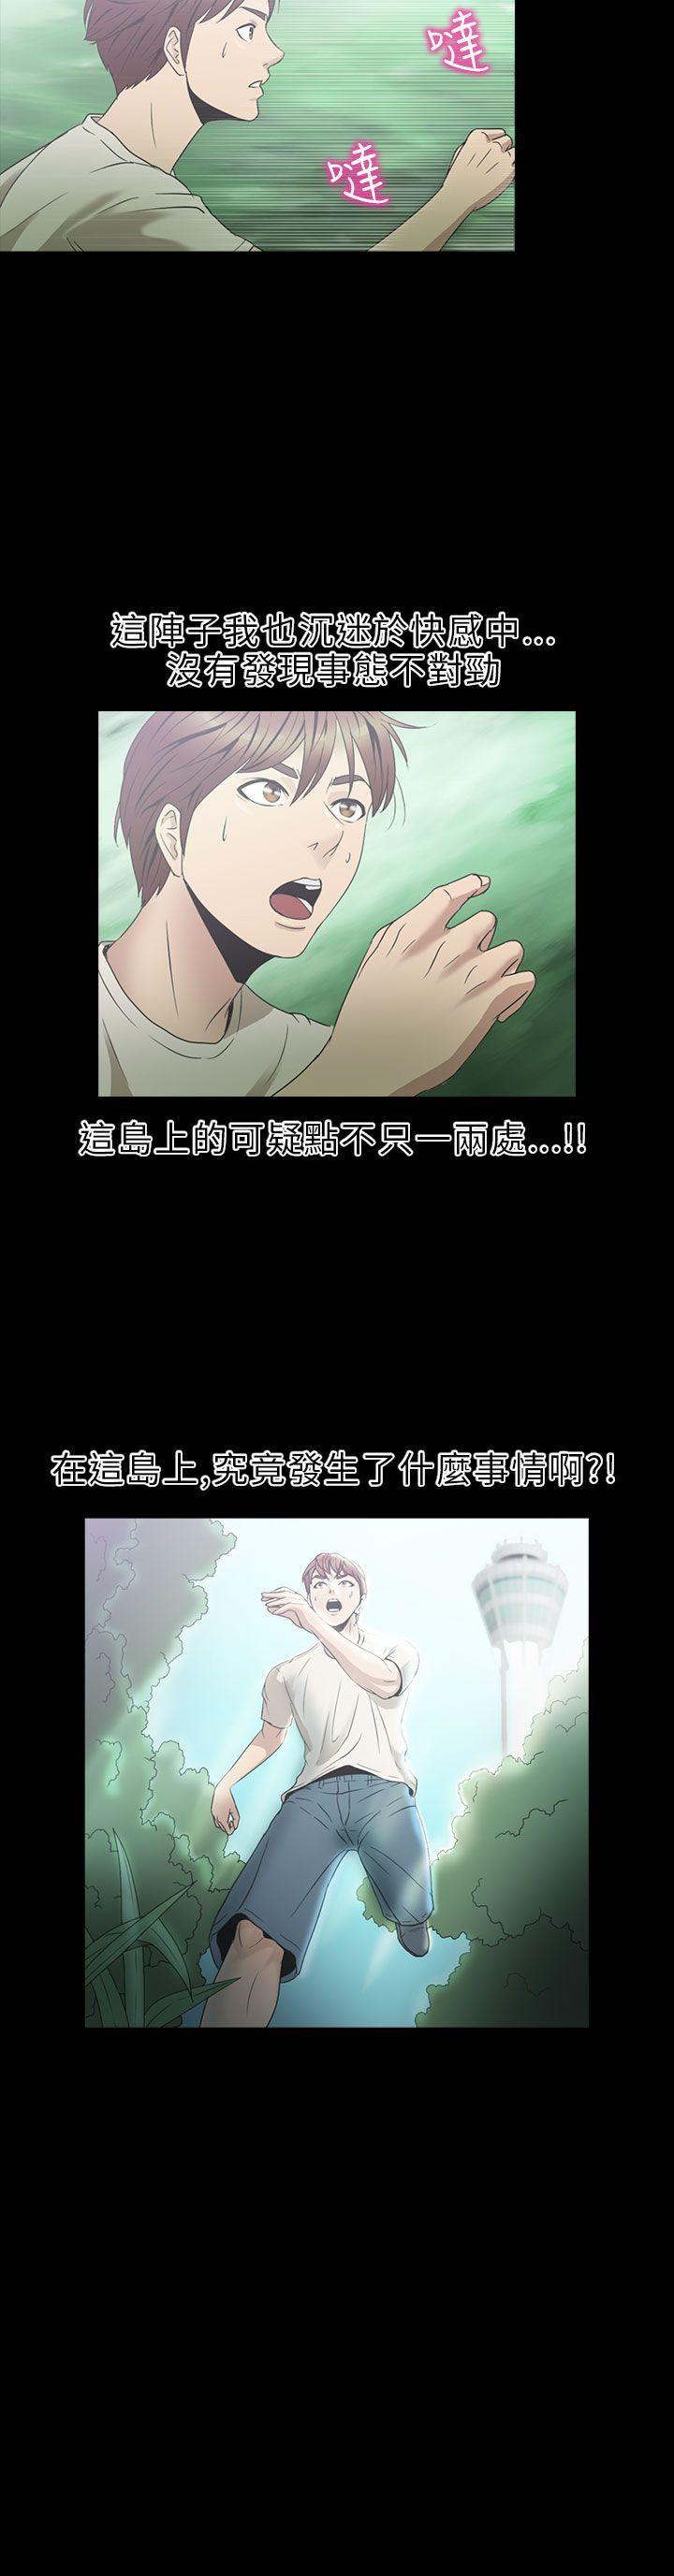 噠
噠
這陣子我也沉迷於快感中...
沒有發現事態不對勁
這島上的可疑點不只一兩處...!!
在這島上,究竟發生了什麼事情啊?!